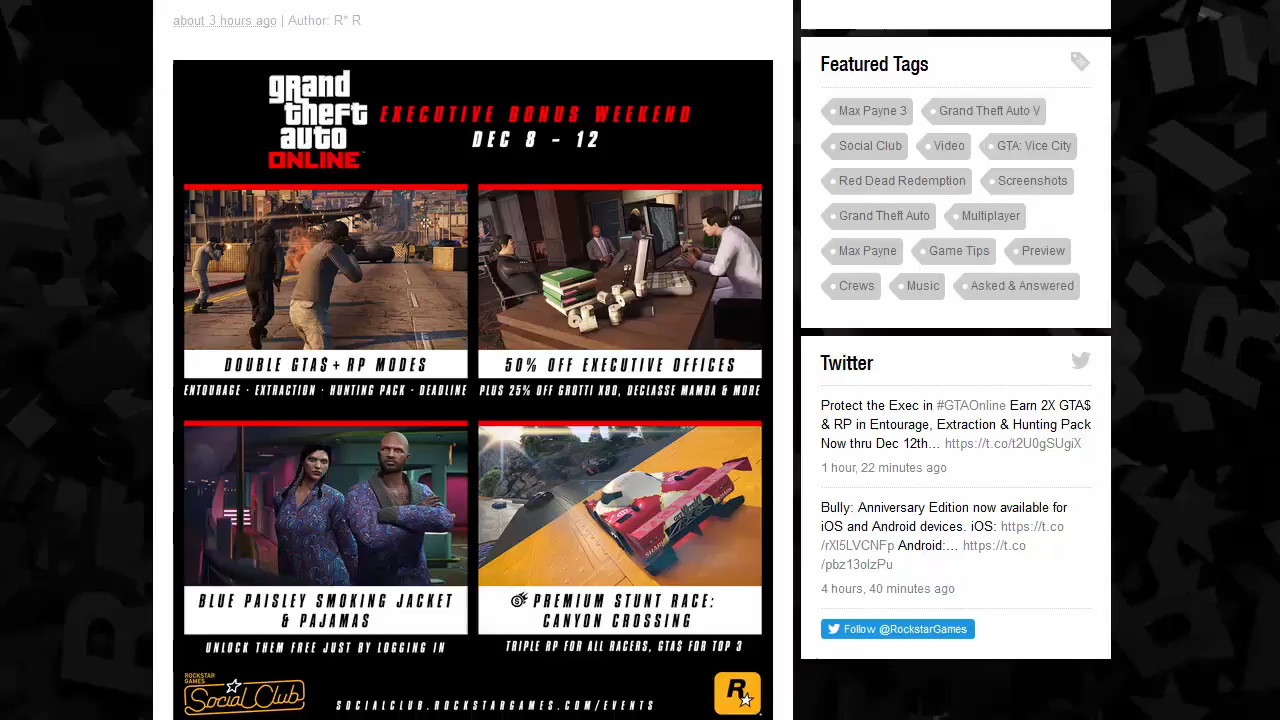 about 3 hours ago | Author: R* R
grand
theft
auto
ONLINE
EXECUTIVE BONUS WEEKEND
DEC 8 - 12
DOUBLE GTA$ + RP MODES
ENTOURAGE · EXTRACTION · HUNTING PACK · DEADLINE
50% OFF EXECUTIVE OFFICES
PLUS 25% OFF GROTTI X80, DECLASSE MAMBA & MORE
BLUE PAISLEY SMOKING JACKET
& PAJAMAS
UNLOCK THEM FREE JUST BY LOGGING IN
PREMIUM STUNT RACE:
CANYON CROSSING
TRIPLE RP FOR ALL RACERS, GTA$ FOR TOP 3
ROCKSTAR
GAMES
Social Club
SOCIALCLUB.ROCKSTARGAMES.COM/EVENTS
R
Featured Tags
Max Payne 3 Grand Theft Auto V
Social Club Video GTA: Vice City
Red Dead Redemption Screenshots
Grand Theft Auto Multiplayer
Max Payne Game Tips Preview
Crews Music Asked & Answered
Twitter
Protect the Exec in #GTAOnline Earn 2X GTA$
& RP in Entourage, Extraction & Hunting Pack
Now thru Dec 12th… https://t.co/t2U0gSUgiX
1 hour, 22 minutes ago
Bully: Anniversary Edition now available for
iOS and Android devices. iOS: https://t.co
/rXl5LVCNFp Android:… https://t.co
/pbz13olzPu
4 hours, 40 minutes ago
Follow @RockstarGames